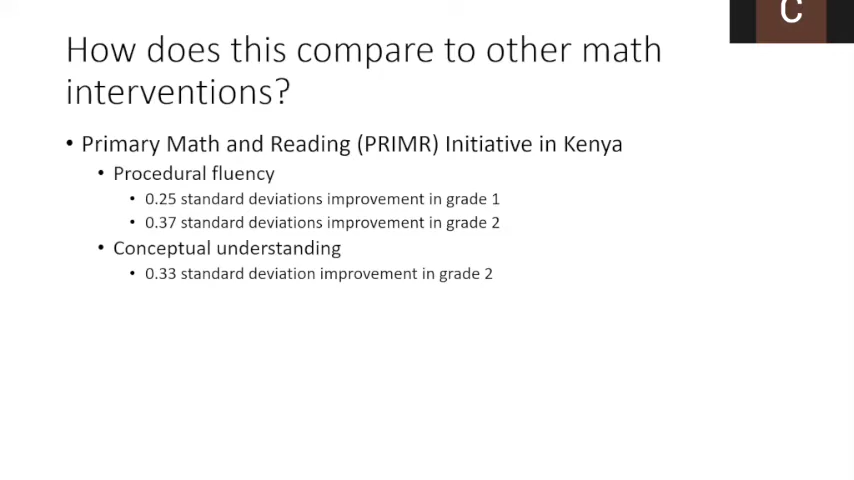 C
How does this compare to other math
interventions?
• Primary Math and Reading (PRIMR) Initiative in Kenya
• Procedural fluency
• 0.25 standard deviations improvement in grade 1
• 0.37 standard deviations improvement in grade 2
• Conceptual understanding
• 0.33 standard deviation improvement in grade 2